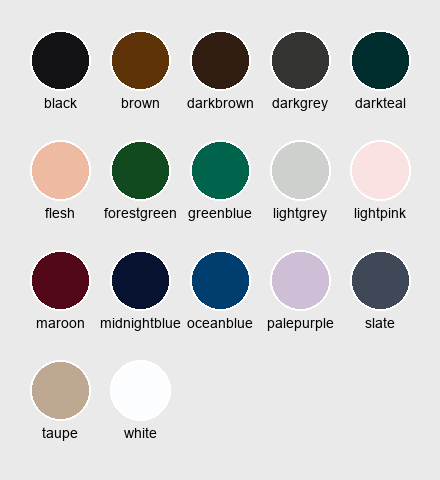 black brown darkbrown darkgrey darkteal
flesh forestgreen greenblue lightgrey lightpink
maroon midnightblue oceanblue palepurple slate
taupe white